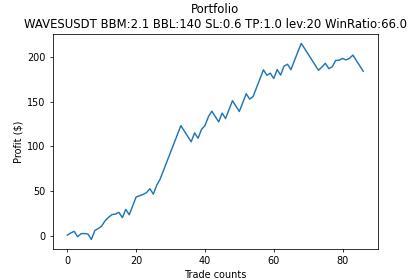 Portfolio
WAVESUSDT BBM:2.1 BBL:140 SL:0.6 TP:1.0 lev:20 WinRatio:66.0
Profit ($)
200
150
100
50
0
0 20 40 60 80
Trade counts